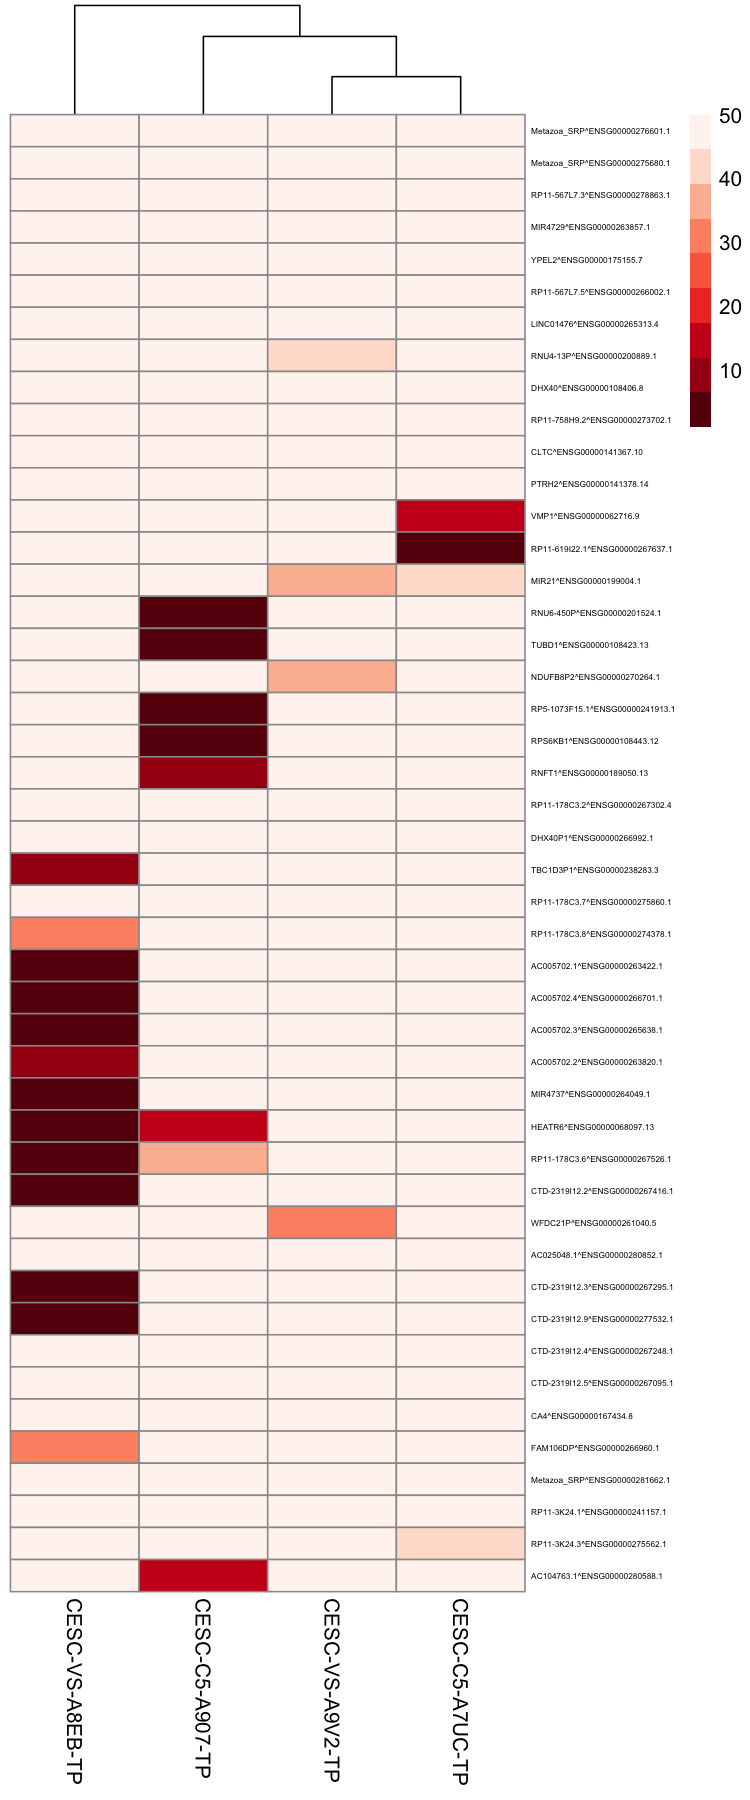 Metazoa_SRP^ENSG00000276601.1
Metazoa_SRP^ENSG00000275680.1
RP11-567L7.3^ENSG00000278863.1
MIR4729^ENSG00000263857.1
YPEL2^ENSG00000175155.7
RP11-567L7.5^ENSG00000266002.1
LINC01476^ENSG00000265313.4
RNU4-13P^ENSG00000200889.1
DHX40^ENSG00000108406.8
RP11-758H9.2^ENSG00000273702.1
CLTC^ENSG00000141367.10
PTRH2^ENSG00000141378.14
VMP1^ENSG00000062716.9
RP11-619I22.1^ENSG00000267637.1
MIR21^ENSG00000199004.1
RNU6-450P^ENSG00000201524.1
TUBD1^ENSG00000108423.13
NDUFB8P2^ENSG00000270264.1
RP5-1073F15.1^ENSG00000241913.1
RPS6KB1^ENSG00000108443.12
RNFT1^ENSG00000189050.13
RP11-178C3.2^ENSG00000267302.4
DHX40P1^ENSG00000266992.1
TBC1D3P1^ENSG00000238283.3
RP11-178C3.7^ENSG00000275860.1
RP11-178C3.8^ENSG00000274378.1
AC005702.1^ENSG00000263422.1
AC005702.4^ENSG00000266701.1
AC005702.3^ENSG00000265638.1
AC005702.2^ENSG00000263820.1
MIR4737^ENSG00000264049.1
HEATR6^ENSG00000068097.13
RP11-178C3.6^ENSG00000267526.1
CTD-2319I12.2^ENSG00000267416.1
WFDC21P^ENSG00000261040.5
AC025048.1^ENSG00000280852.1
CTD-2319I12.3^ENSG00000267295.1
CTD-2319I12.9^ENSG00000277532.1
CTD-2319I12.4^ENSG00000267248.1
CTD-2319I12.5^ENSG00000267095.1
CA4^ENSG00000167434.8
FAM106DP^ENSG00000266960.1
Metazoa_SRP^ENSG00000281662.1
RP11-3K24.1^ENSG00000241157.1
RP11-3K24.3^ENSG00000275562.1
AC104763.1^ENSG00000280588.1
50
40
30
20
10
CESC-VS-A8EB-TP
CESC-C5-A907-TP
CESC-VS-A9V2-TP
CESC-C5-A7UC-TP